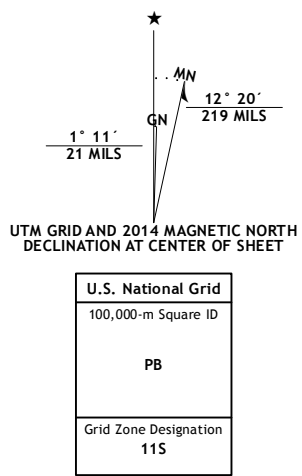 ★
MN
12° 20´
219 MILS
GN
1° 11´
21 MILS
UTM GRID AND 2014 MAGNETIC NORTH
DECLINATION AT CENTER OF SHEET
U.S. National Grid
100,000-m Square ID
PB
Grid Zone Designation
11S